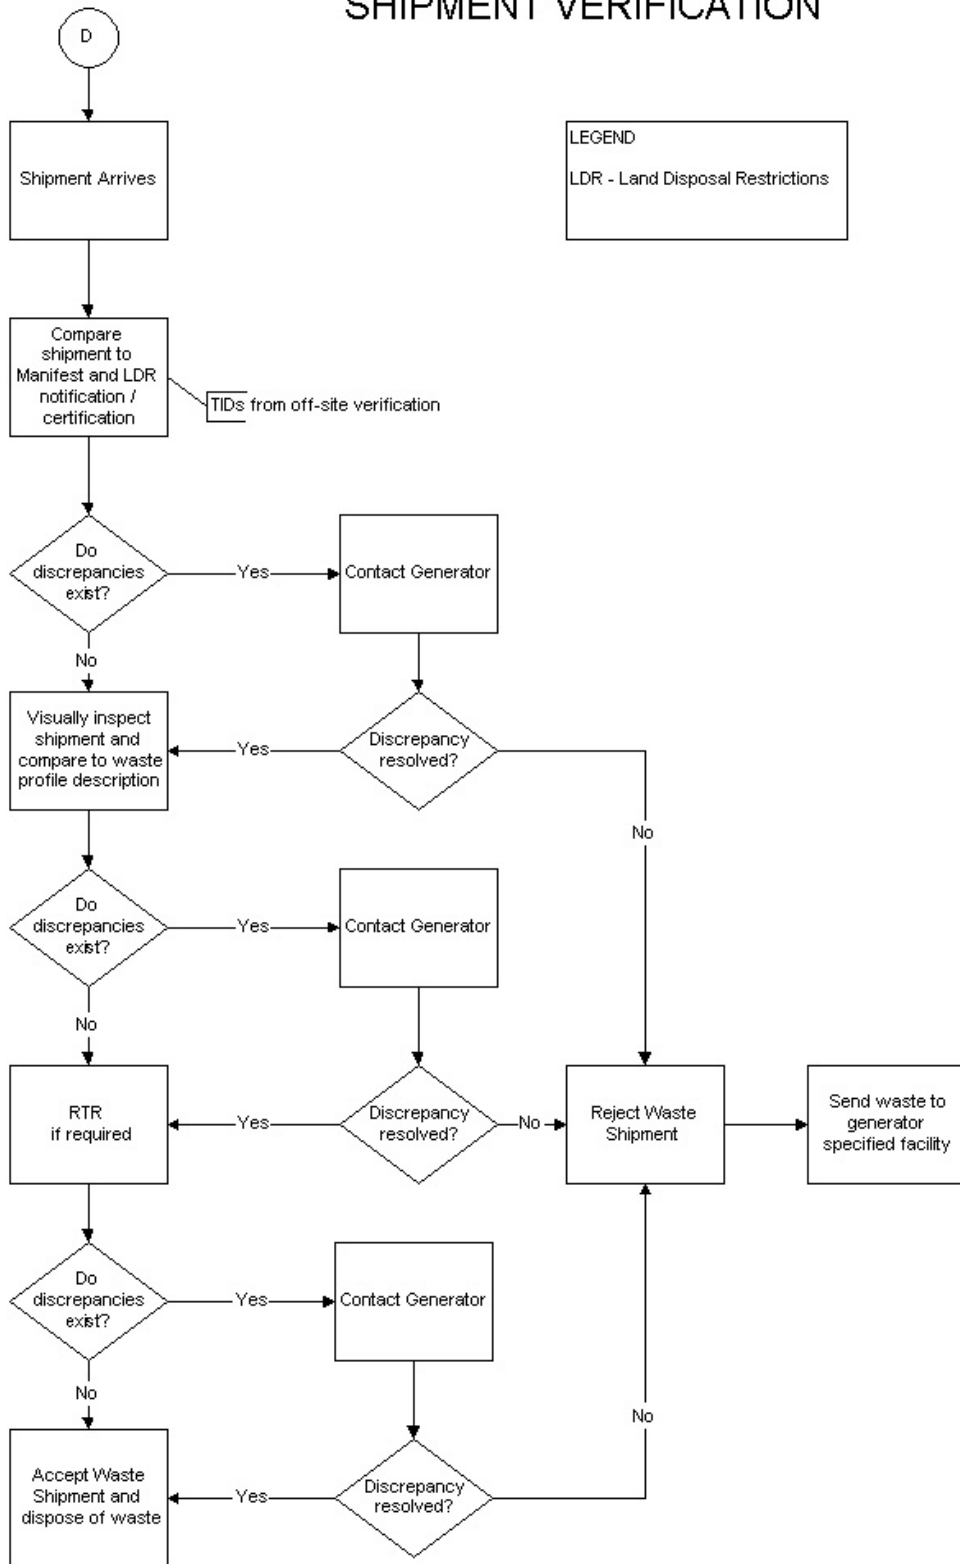 SHIPMENT VERIFICATION
D
Shipment Arrives
LEGEND
LDR - Land Disposal Restrictions
Compare
shipment to
Manifest and LDR
notification /
certification
TIDs from off-site verification
Do
discrepancies
exist?
Yes
Contact Generator
No
Visually inspect
shipment and
compare to waste
profile description
Yes
Discrepancy
resolved?
No
Do
discrepancies
exist?
Yes
Contact Generator
No
RTR
if required
Yes
Discrepancy
resolved?
No
Reject Waste
Shipment
Send waste to
generator
specified facility
Do
discrepancies
exist?
Yes
Contact Generator
No
No
Accept Waste
Shipment and
dispose of waste
Yes
Discrepancy
resolved?